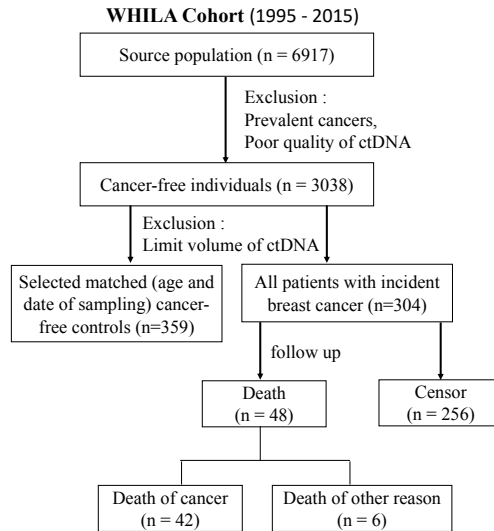 WHILA Cohort (1995 - 2015)
Source population (n = 6917)
Exclusion :
Prevalent cancers,
Poor quality of ctDNA
Cancer-free individuals (n = 3038)
Exclusion :
Limit volume of ctDNA
Selected matched (age and
date of sampling) cancer-
free controls (n=359)
All patients with incident
breast cancer (n=304)
follow up
Death
(n = 48)
Censor
(n = 256)
Death of cancer
(n = 42)
Death of other reason
(n = 6)